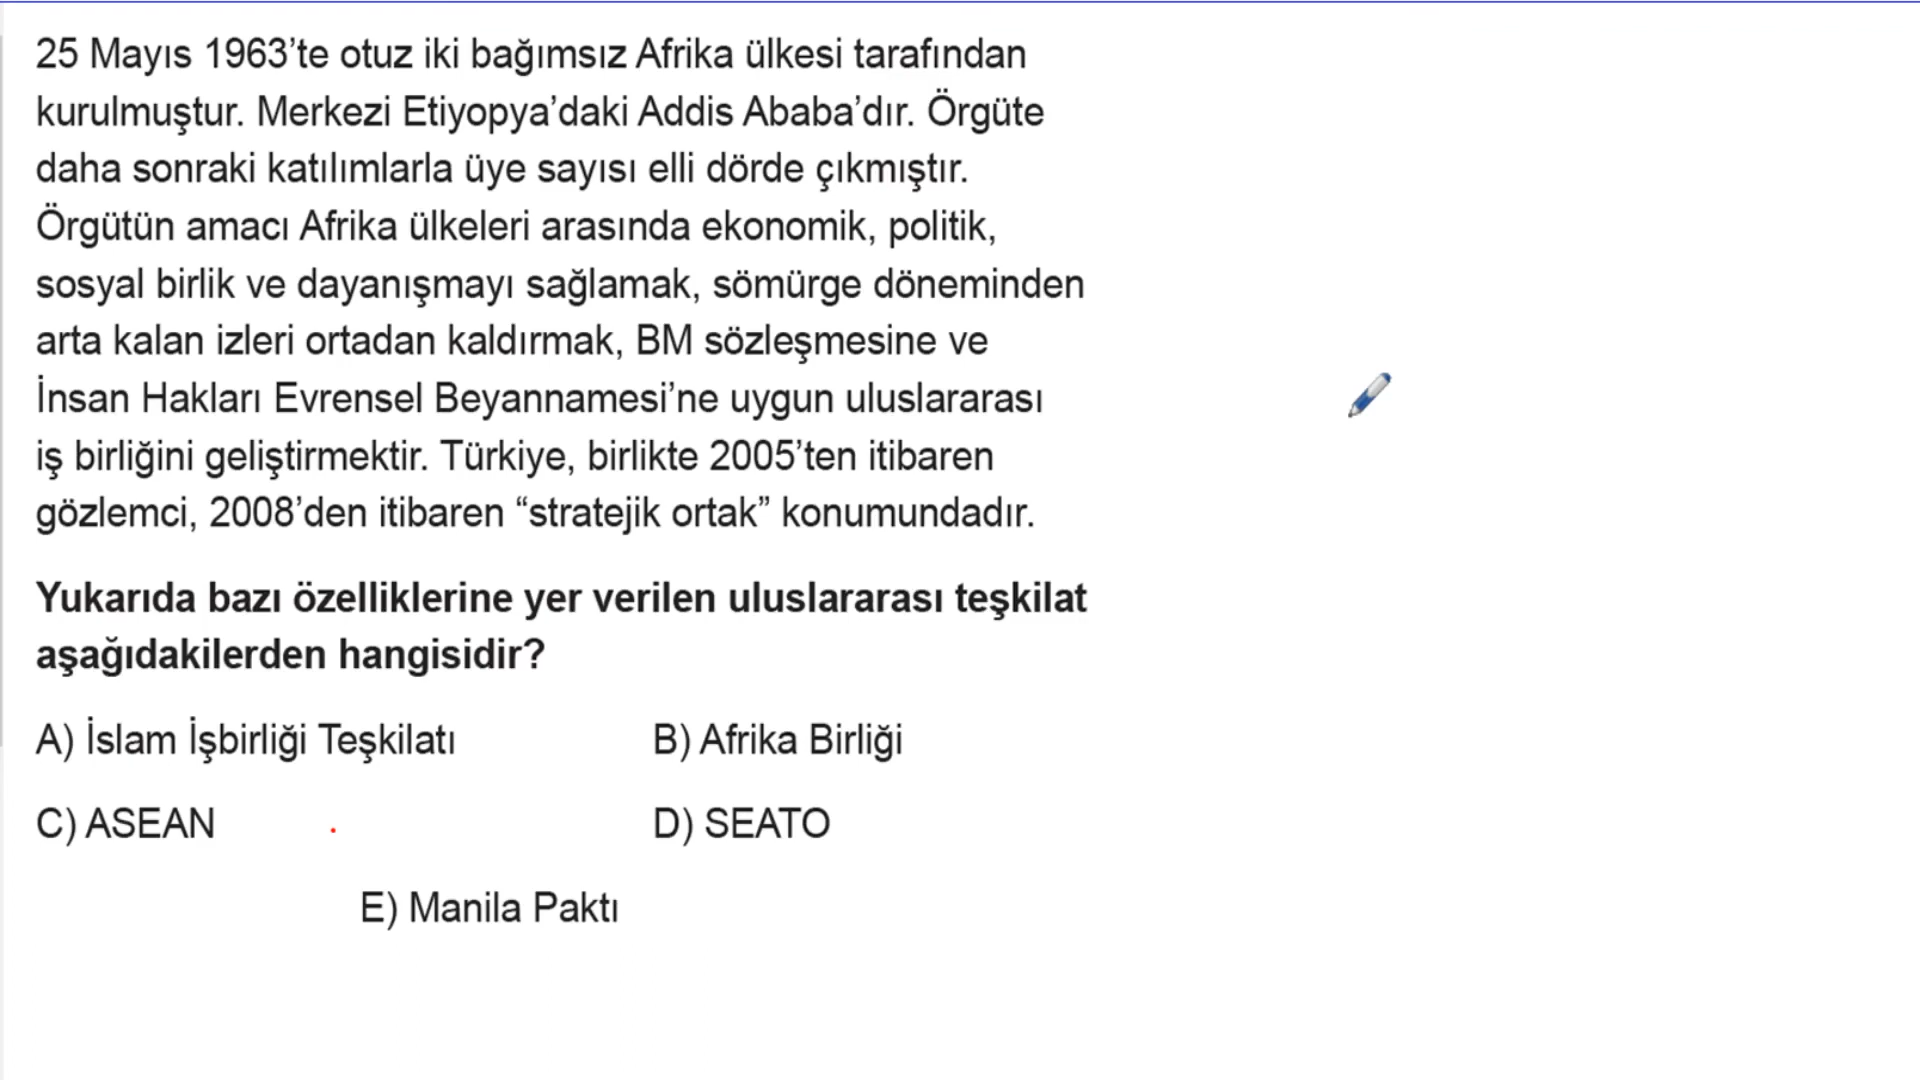 25 Mayıs 1963’te otuz iki bağımsız Afrika ülkesi tarafından
kurulmuştur. Merkezi Etiyopya’daki Addis Ababa’dır. Örgüte
daha sonraki katılımlarla üye sayısı elli dörde çıkmıştır.
Örgütün amacı Afrika ülkeleri arasında ekonomik, politik,
sosyal birlik ve dayanışmayı sağlamak, sömürge döneminden
arta kalan izleri ortadan kaldırmak, BM sözleşmesine ve
İnsan Hakları Evrensel Beyannamesi’ne uygun uluslararası
iş birliğini geliştirmektir. Türkiye, birlikte 2005’ten itibaren
gözlemci, 2008’den itibaren “stratejik ortak” konumundadır.
Yukarıda bazı özelliklerine yer verilen uluslararası teşkilat
aşağıdakilerden hangisidir?
A) İslam İşbirliği Teşkilatı B) Afrika Birliği
C) ASEAN D) SEATO
E) Manila Paktı